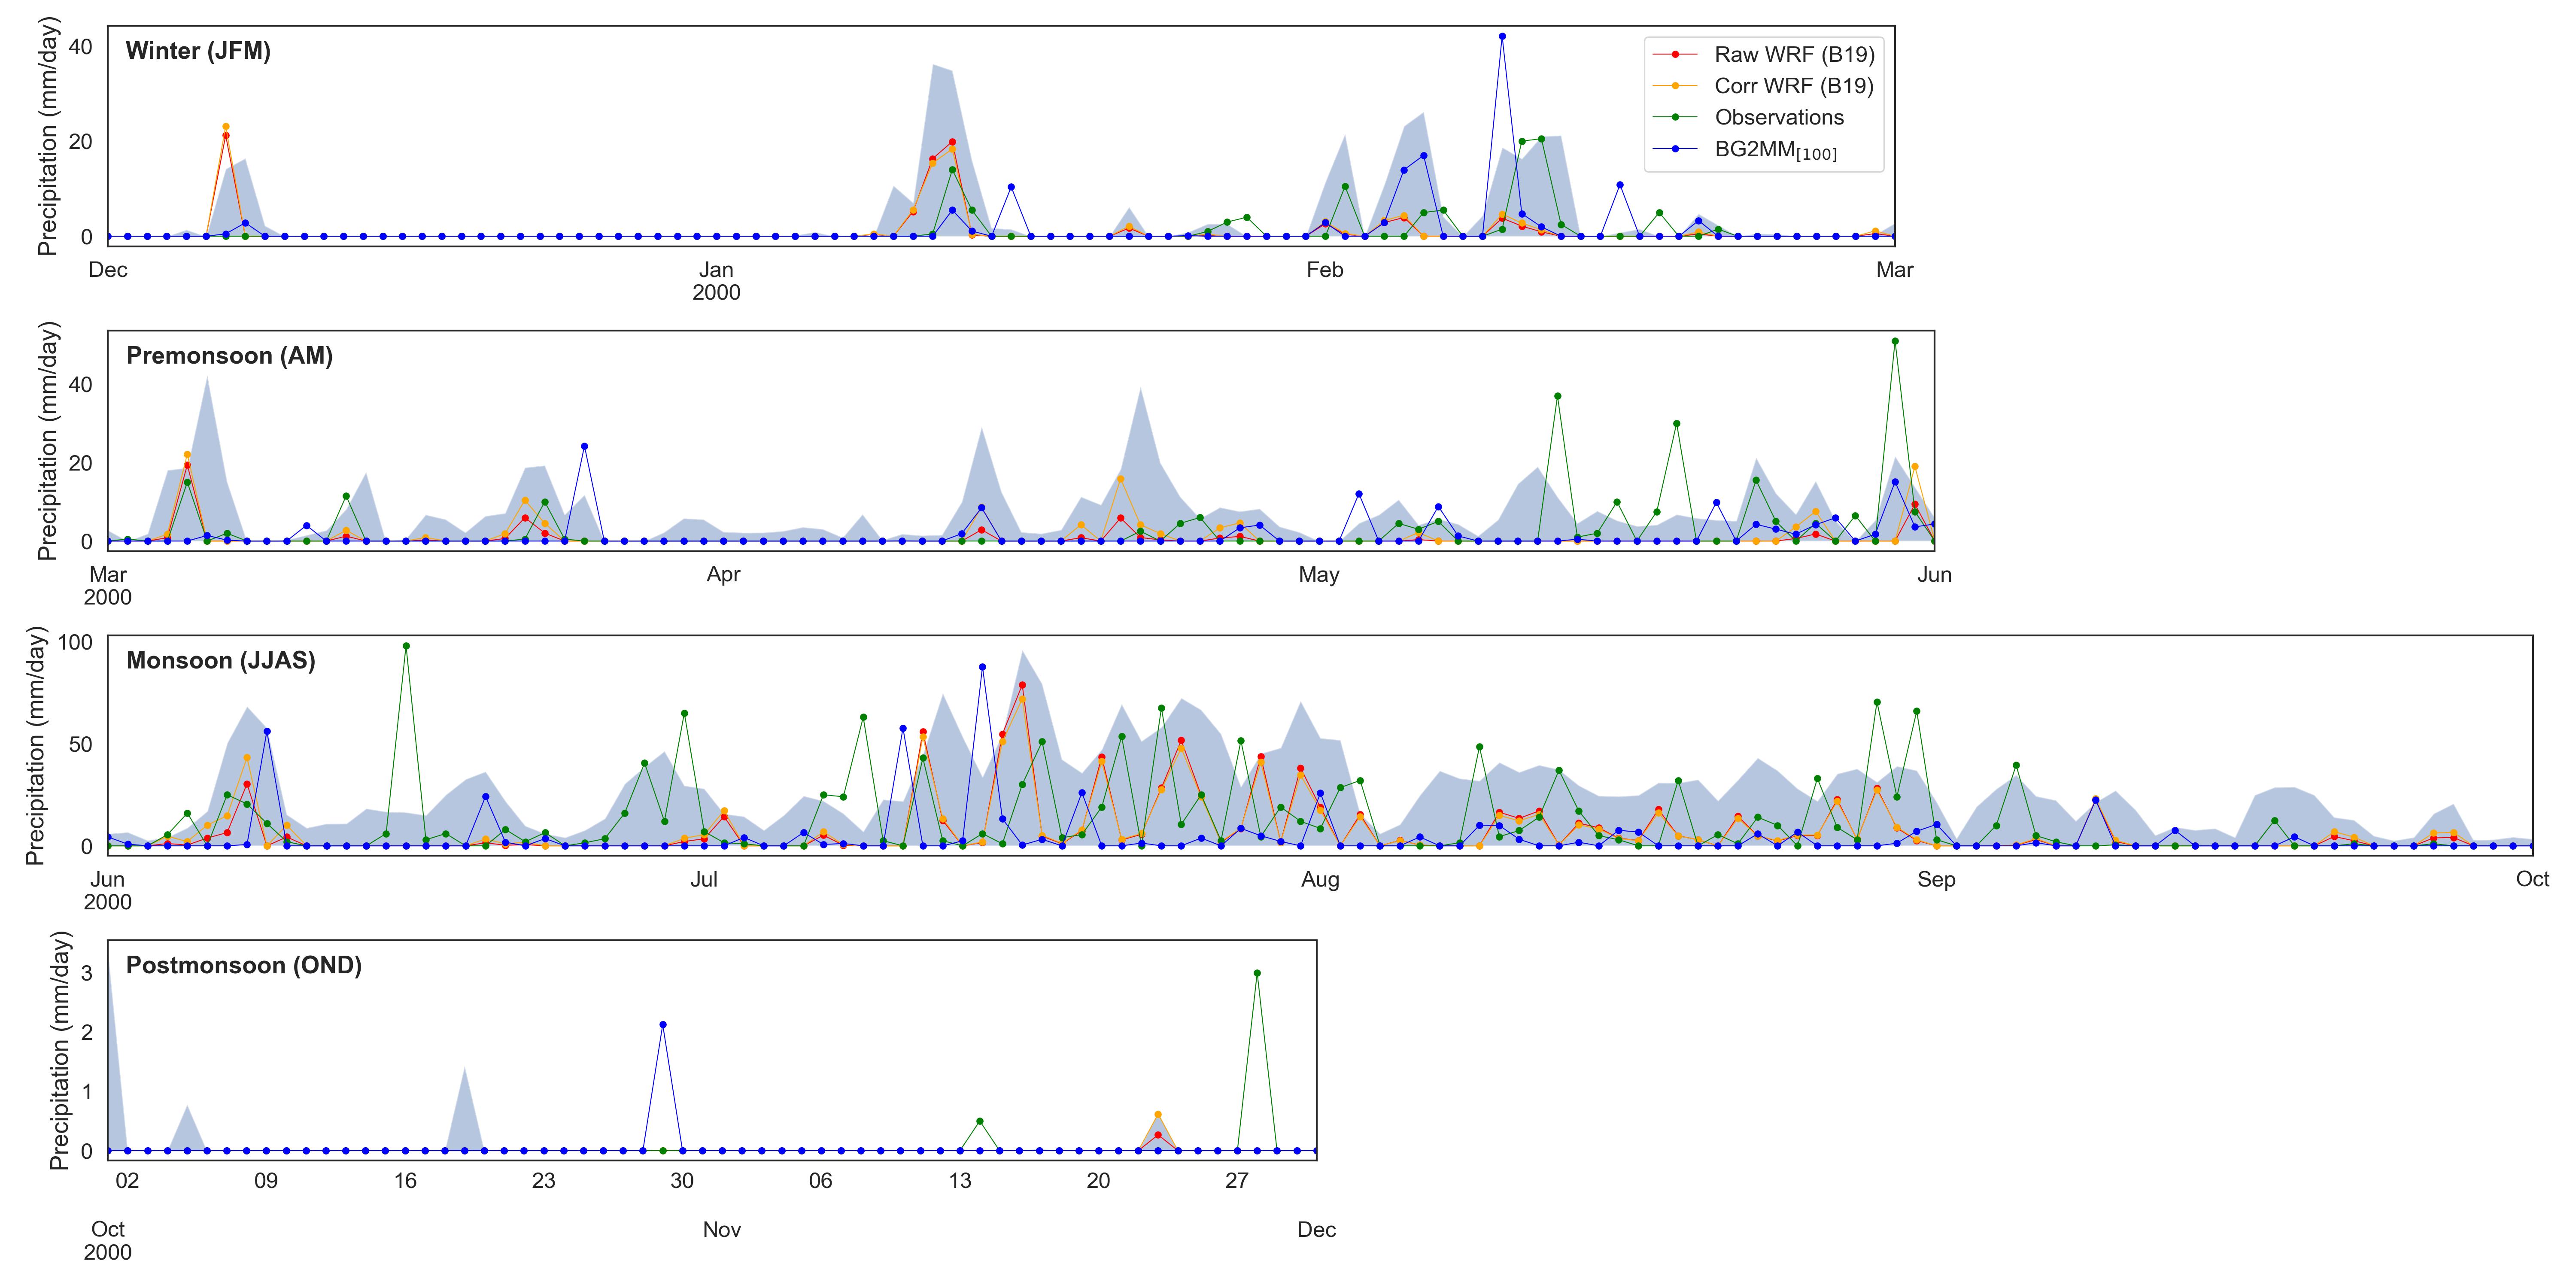 Winter (JFM)
Precipitation (mm/day)
40
20
0
Raw WRF (B19)
Corr WRF (B19)
Observations
BG2MM[100]
Dec Jan Feb Mar
2000
Premonsoon (AM)
Precipitation (mm/day)
40
20
0
Mar Apr May Jun
2000
Monsoon (JJAS)
Precipitation (mm/day)
100
50
0
Jun Jul Aug Sep Oct
2000
Postmonsoon (OND)
Precipitation (mm/day)
3
2
1
0
02 09 16 23 30 06 13 20 27
Oct Nov Dec
2000